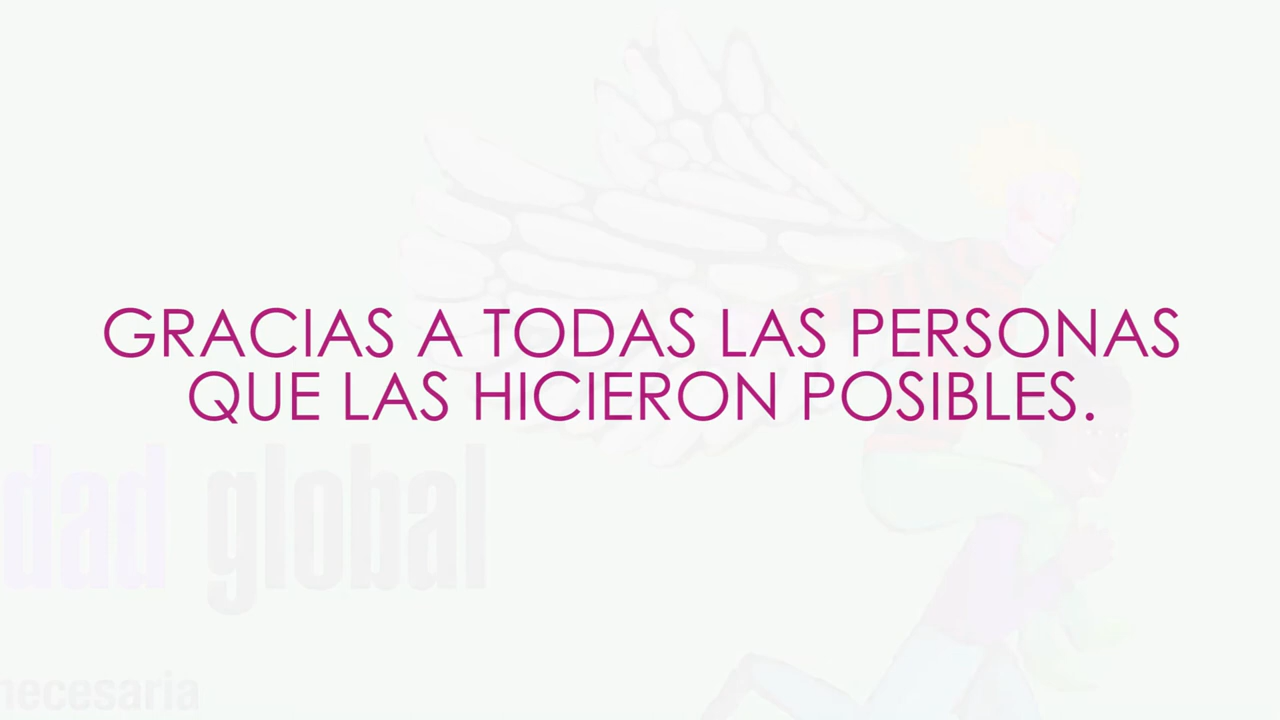 GRACIAS A TODAS LAS PERSONAS
QUE LAS HICIERON POSIBLES.
dad global
necesaria